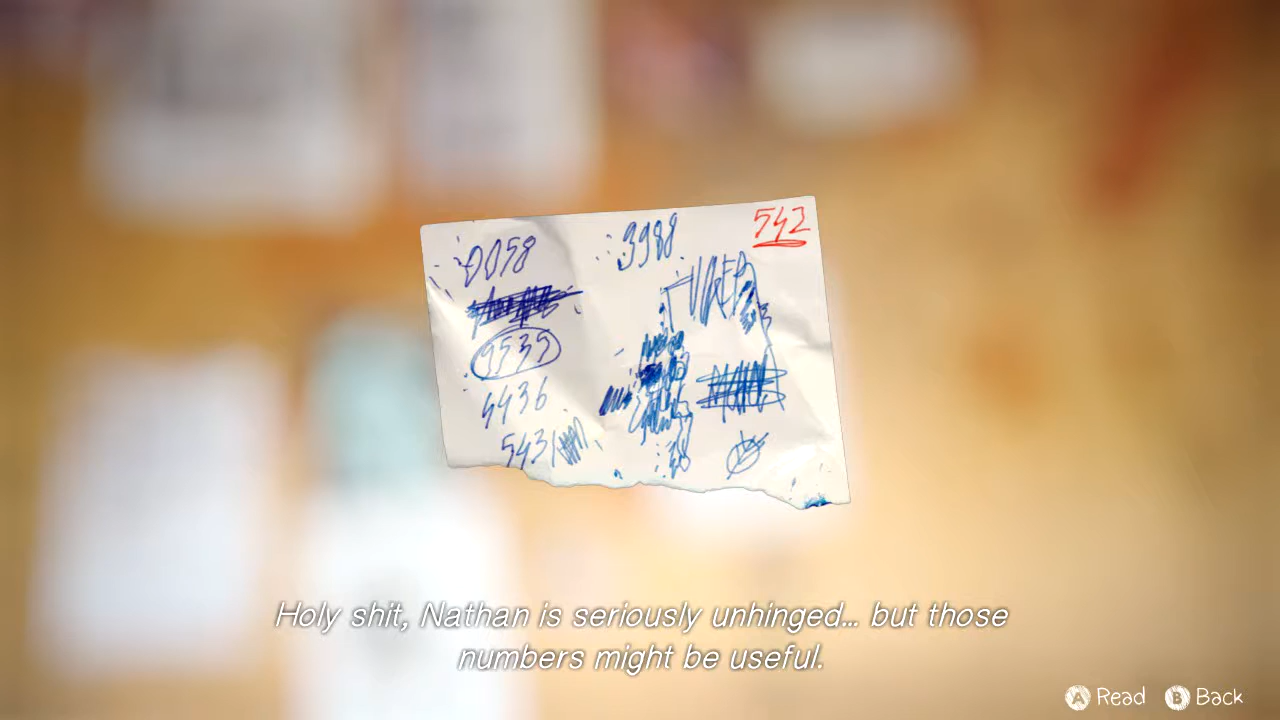 0058
3988
542
9539
4436
543
Holy shit, Nathan is seriously unhinged... but those
numbers might be useful.
A Read B Back